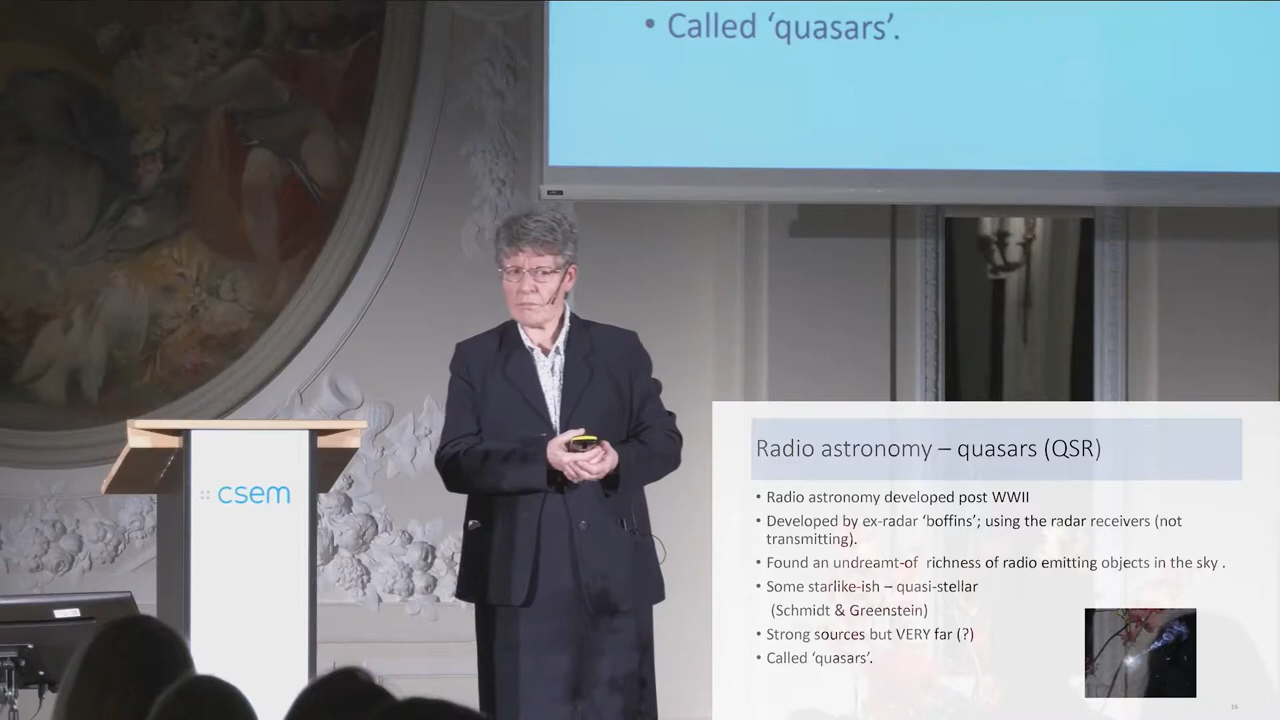 • Called ‘quasars’.
csem
Radio astronomy – quasars (QSR)
• Radio astronomy developed post WWII
• Developed by ex-radar ‘boffins’; using the radar receivers (not
transmitting).
• Found an undreamt-of richness of radio emitting objects in the sky .
• Some starlike-ish – quasi-stellar
(Schmidt & Greenstein)
• Strong sources but VERY far (?)
• Called ‘quasars’.
16